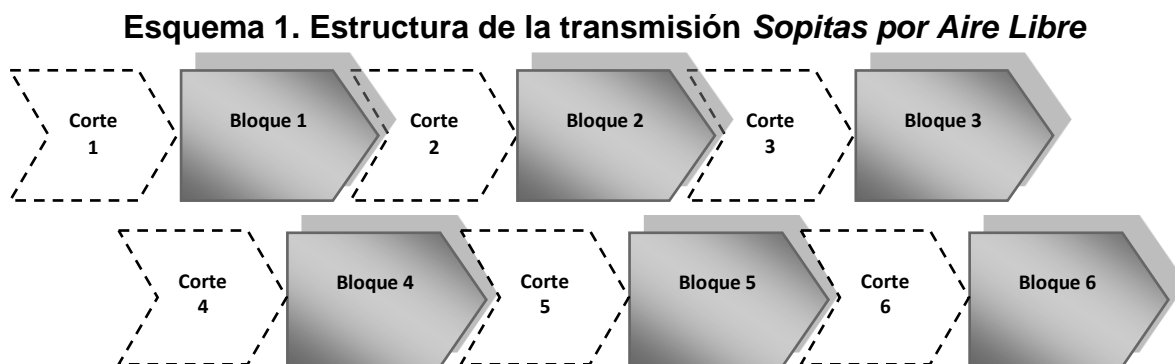 Esquema 1. Estructura de la transmisión Sopitas por Aire Libre
Corte
1
Bloque 1
Corte
2
Bloque 2
Corte
3
Bloque 3
Corte
4
Bloque 4
Corte
5
Bloque 5
Corte
6
Bloque 6